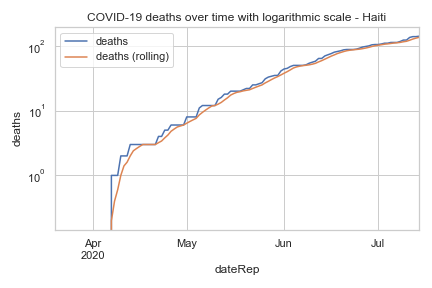 COVID-19 deaths over time with logarithmic scale - Haiti
deaths
deaths (rolling)
10²
10¹
10⁰
deaths
Apr
2020
May
Jun
Jul
dateRep